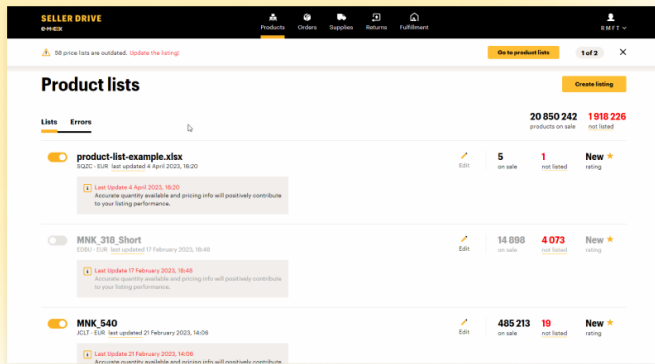 SELLER DRIVE
e-M-EX
Products Orders Supplies Returns Fulfillment
RMFT
58 price lists are outdated. Update the listing!
Go to product lists
1 of 2
Product lists
Create listing
Lists Errors
20 850 242 1 918 226
products on sale not listed
product-list-example.xlsx
SQZC - EUR last updated 4 April 2023, 16:20
Edit
5 1 New
on sale not listed rating
Last Update 4 April 2023, 16:20
Accurate quantity available and pricing info will positively contribute
to your listing performance.
MNK_318_Short
EDBU - EUR last updated 17 February 2023, 18:48
Edit
14 898 4 073 New
on sale not listed rating
Last Update 17 February 2023, 18:48
Accurate quantity available and pricing info will positively contribute
to your listing performance.
MNK_540
JCLT - EUR last updated 21 February 2023, 14:06
Edit
485 213 19 New
on sale not listed rating
Last Update 21 February 2023, 14:06
Accurate quantity available and pricing info will positively contribute